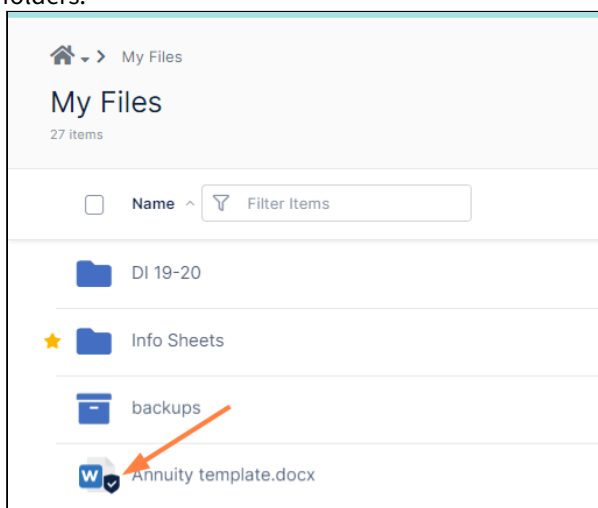 folders.
My Files
My Files
27 items
Name Filter Items
DI 19-20
Info Sheets
backups
W Annuity template.docx